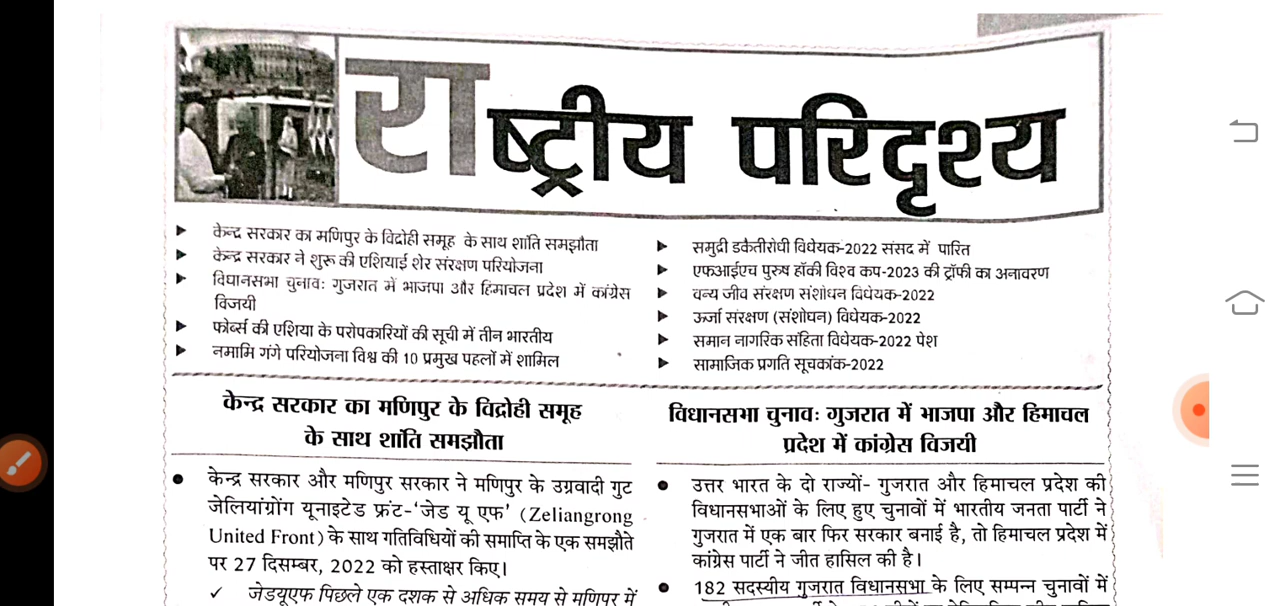 राष्ट्रीय परिदृश्य
केन्द्र सरकार का मणिपुर के विद्रोही समूह के साथ शांति समझौता
केन्द्र सरकार ने शुरू की एशियाई शेर संरक्षण परियोजना
विधानसभा चुनावः गुजरात में भाजपा और हिमाचल प्रदेश में कांग्रेस
विजयी
फोर्ब्स की एशिया के परोपकारियों की सूची में तीन भारतीय
नमामि गंगे परियोजना विश्व की 10 प्रमुख पहलों में शामिल
समुद्री डकैतीरोधी विधेयक-2022 संसद में पारित
एफआईएच पुरुष हॉकी विश्व कप-2023 की ट्रॉफी का अनावरण
वन्य जीव संरक्षण संशोधन विधेयक-2022
ऊर्जा संरक्षण (संशोधन) विधेयक-2022
समान नागरिक संहिता विधेयक-2022 पेश
सामाजिक प्रगति सूचकांक-2022
केन्द्र सरकार का मणिपुर के विद्रोही समूह
के साथ शांति समझौता
केन्द्र सरकार और मणिपुर सरकार ने मणिपुर के उग्रवादी गुट
जेलियांग्रोंग यूनाइटेड फ्रंट-‘जेड यू एफ’ (Zeliangrong
United Front) के साथ गतिविधियों की समाप्ति के एक समझौते
पर 27 दिसम्बर, 2022 को हस्ताक्षर किए।
✓ जेडयूएफ पिछले एक दशक से अधिक समय से मणिपुर में
विधानसभा चुनावः गुजरात में भाजपा और हिमाचल
प्रदेश में कांग्रेस विजयी
उत्तर भारत के दो राज्यों- गुजरात और हिमाचल प्रदेश की
विधानसभाओं के लिए हुए चुनावों में भारतीय जनता पार्टी ने
गुजरात में एक बार फिर सरकार बनाई है, तो हिमाचल प्रदेश में
कांग्रेस पार्टी ने जीत हासिल की है।
182 सदस्यीय गुजरात विधानसभा के लिए सम्पन्न चुनावों में